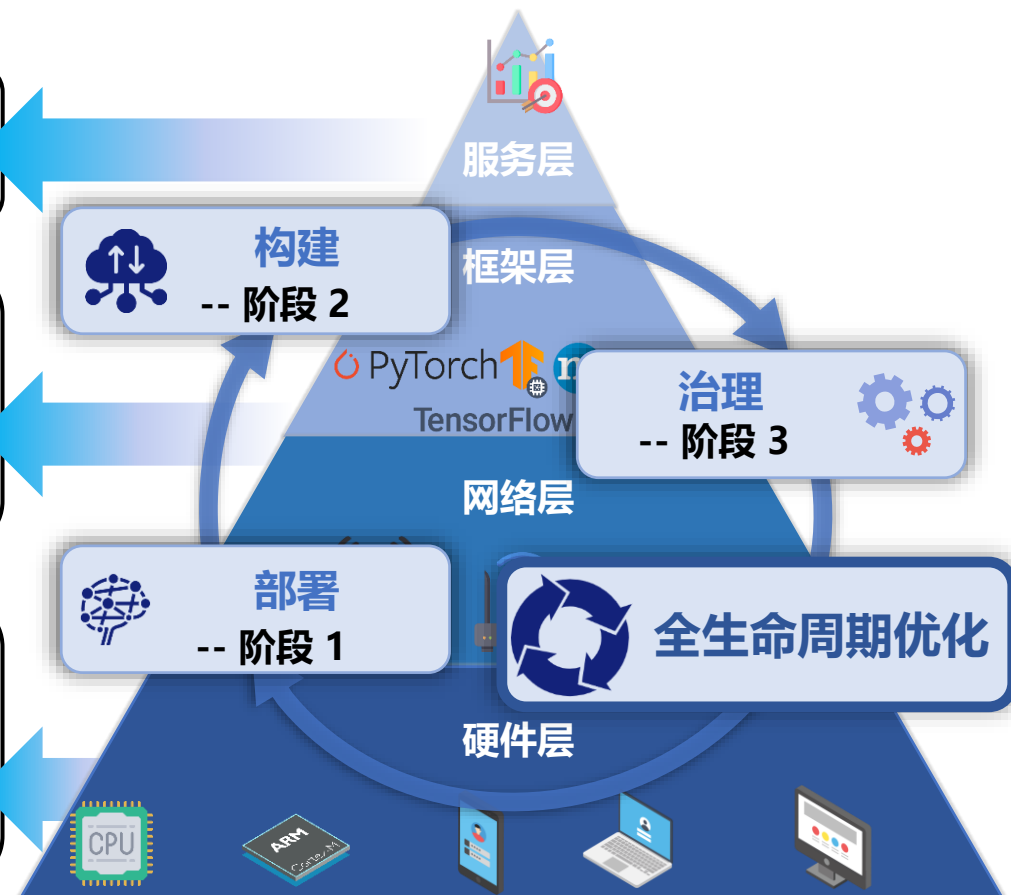 服务层
构建
-- 阶段 2
框架层
PyTorch
TensorFlow
治理
-- 阶段 3
网络层
部署
-- 阶段 1
全生命周期优化
硬件层
CPU
ARM
Cortex-M